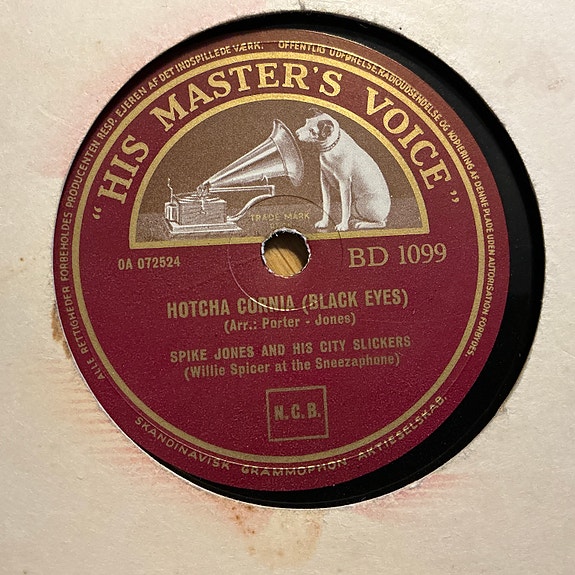 ALLE RETTIGHEDER FORBEHOLDES PRODUCENTEN RESP. EJEREN AF DET INDSPILLEDE VÆRK. OFFENTLIG UDFØRELSE, RADIOUDSENDELSE OG KOPIERING AF DENNE PLADE UDEN AUTORISATION FORBYDES.
"HIS MASTER'S VOICE"
TRADE MARK
OA 072524
BD 1099
HOTCHA CORNIA (BLACK EYES)
(Arr.: Porter - Jones)
SPIKE JONES AND HIS CITY SLICKERS
(Willie Spicer at the Sneezaphone)
N.C.B.
SKANDINAVISK GRAMMOPHON AKTIESELSKAB.